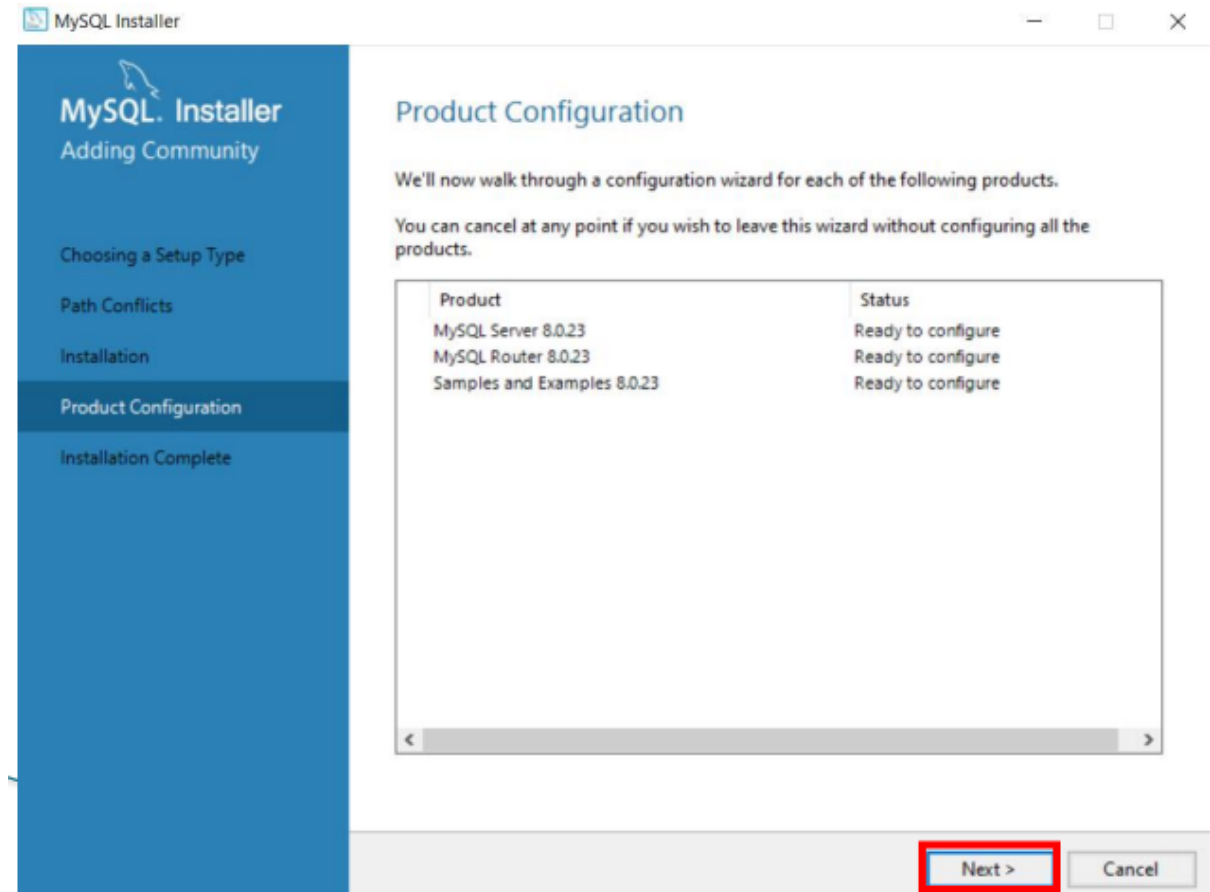 MySQL Installer
MySQL. Installer
Adding Community
Choosing a Setup Type
Path Conflicts
Installation
Product Configuration
Installation Complete
Product Configuration
We'll now walk through a configuration wizard for each of the following products.
You can cancel at any point if you wish to leave this wizard without configuring all the
products.
Product Status
MySQL Server 8.0.23 Ready to configure
MySQL Router 8.0.23 Ready to configure
Samples and Examples 8.0.23 Ready to configure
Next > Cancel